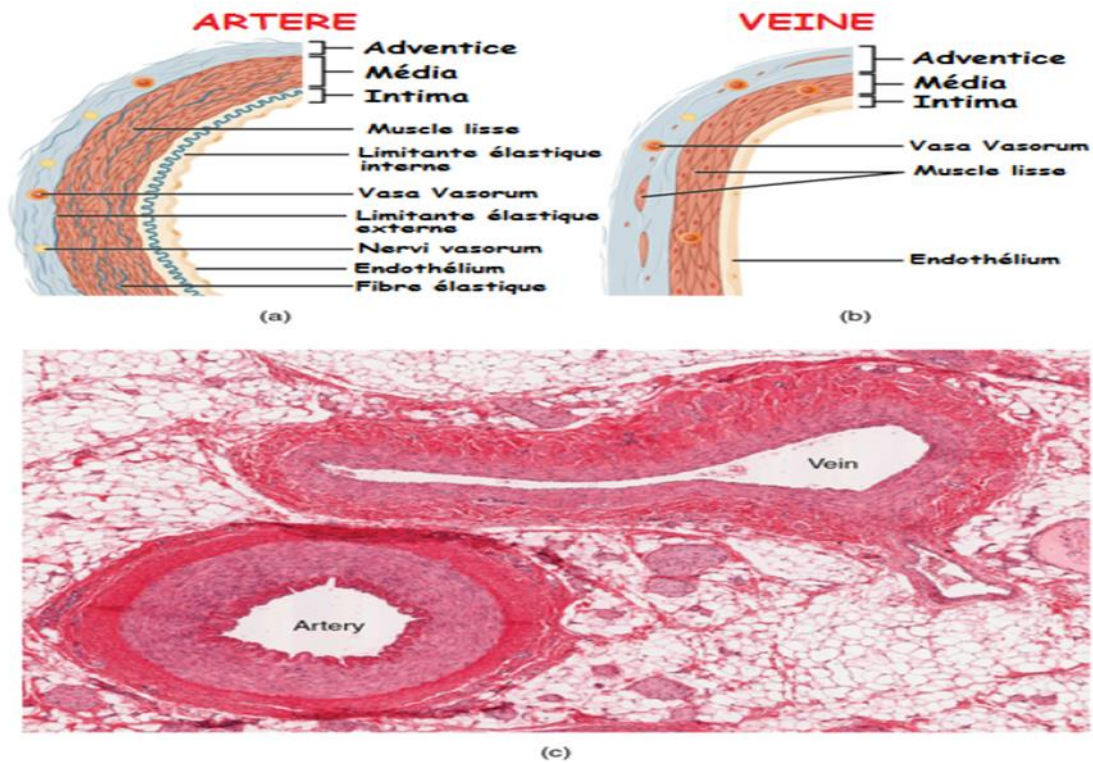 ARTERE
Adventice
Média
Intima
Muscle lisse
Limitante élastique
interne
Vasa Vasorum
Limitante élastique
externe
Nervi vasorum
Endothélium
Fibre élastique
(a)
VEINE
Adventice
Média
Intima
Vasa Vasorum
Muscle lisse
Endothélium
(b)
Vein
Artery
(c)